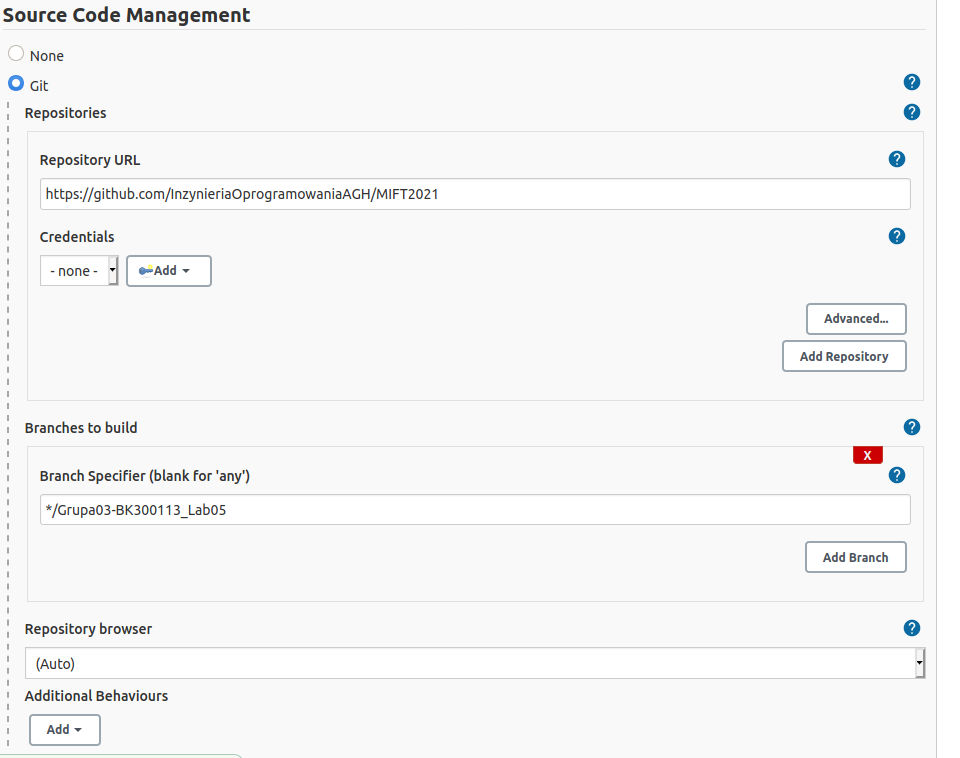 Source Code Management
None
Git
Repositories
Repository URL
https://github.com/InzynieriaOprogramowaniaAGH/MIFT2021
Credentials
- none -
Add
Advanced...
Add Repository
Branches to build
X
Branch Specifier (blank for 'any')
*/Grupa03-BK300113_Lab05
Add Branch
Repository browser
(Auto)
Additional Behaviours
Add